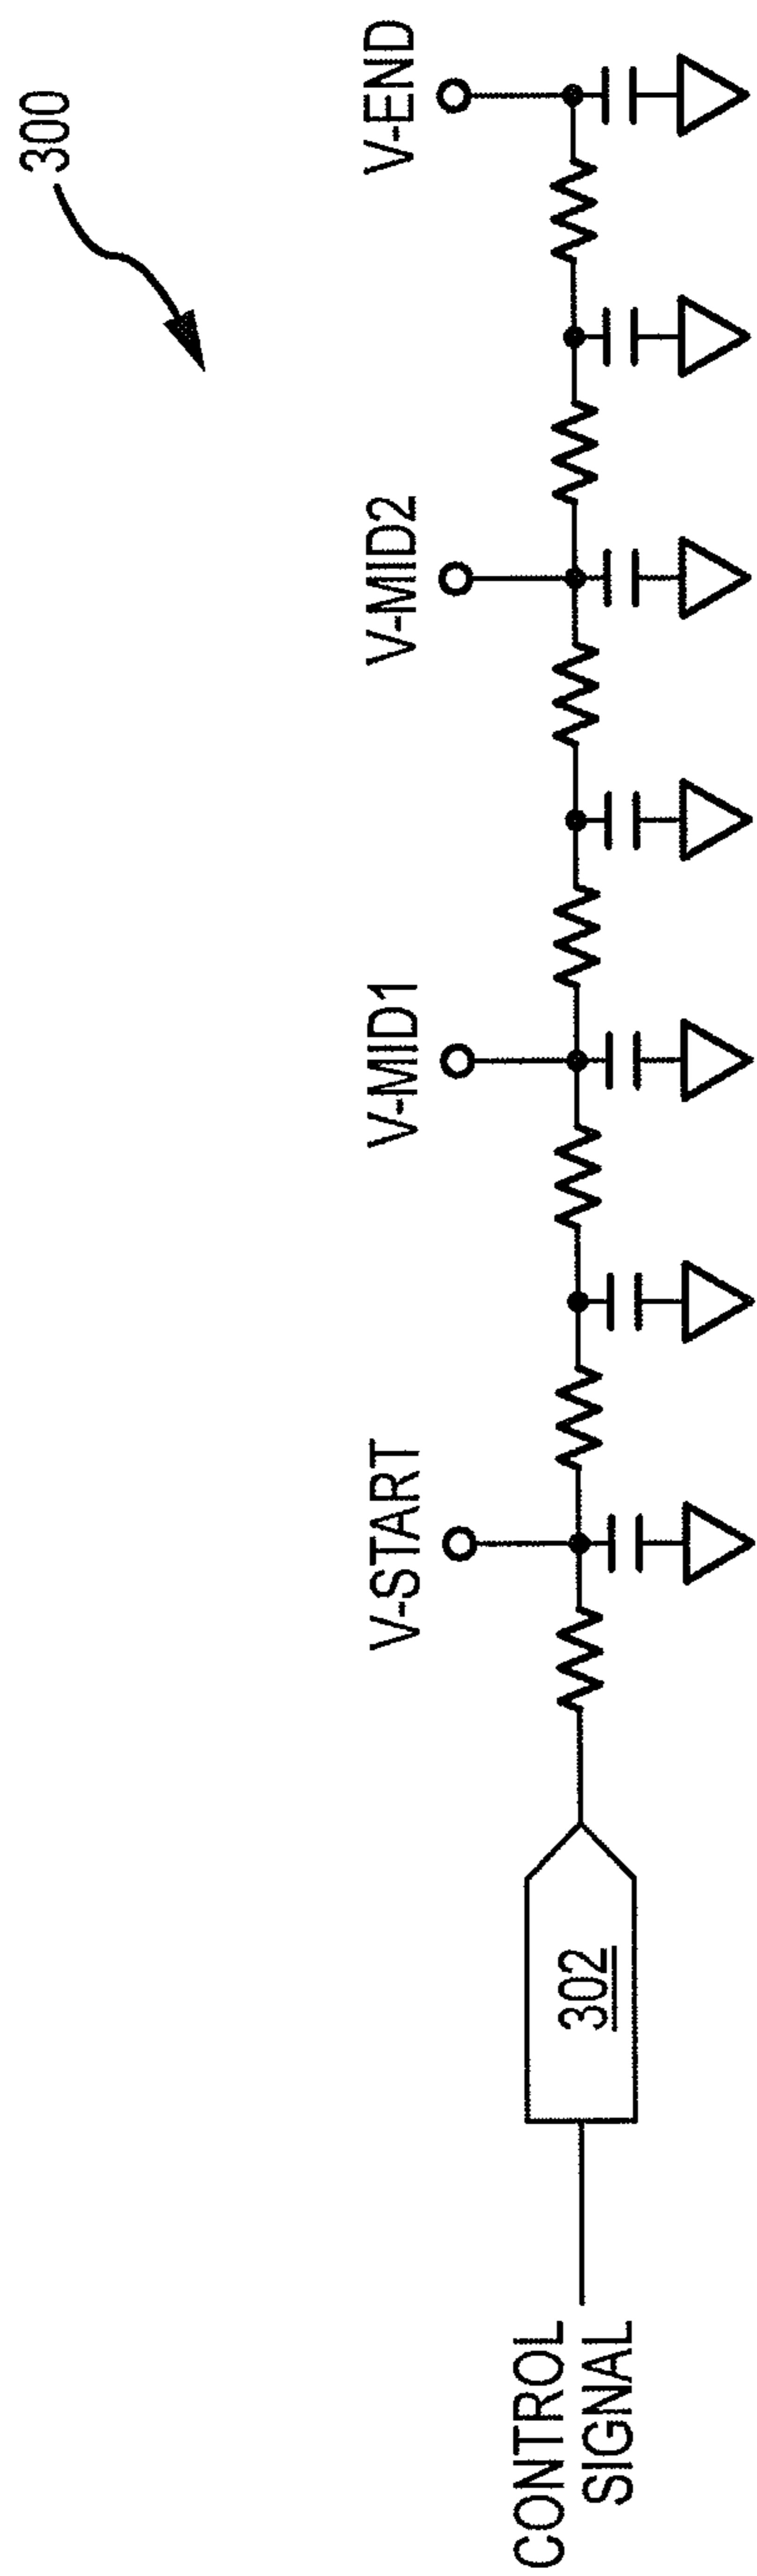 300
V-START
V-MID1
V-MID2
V-END
CONTROL
SIGNAL
302